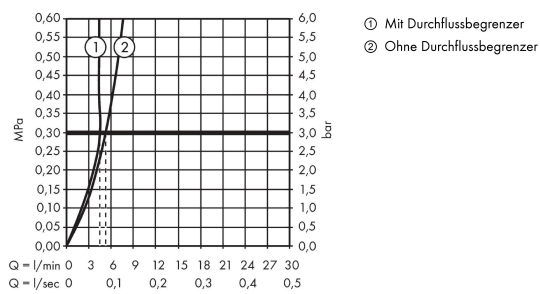 0,60 6,0
0,55 5,5
0,50 5,0
0,45 4,5
0,40 4,0
0,35 3,5
0,30 3,0
0,25 2,5
0,20 2,0
0,15 1,5
0,10 1,0
0,05 0,5
0,00 0,0
MPa
bar
1 2
Q = l/min 0 3 6 9 12 15 18 21 24 27 30
Q = l/sec 0 0,1 0,2 0,3 0,4 0,5
① Mit Durchflussbegrenzer
② Ohne Durchflussbegrenzer